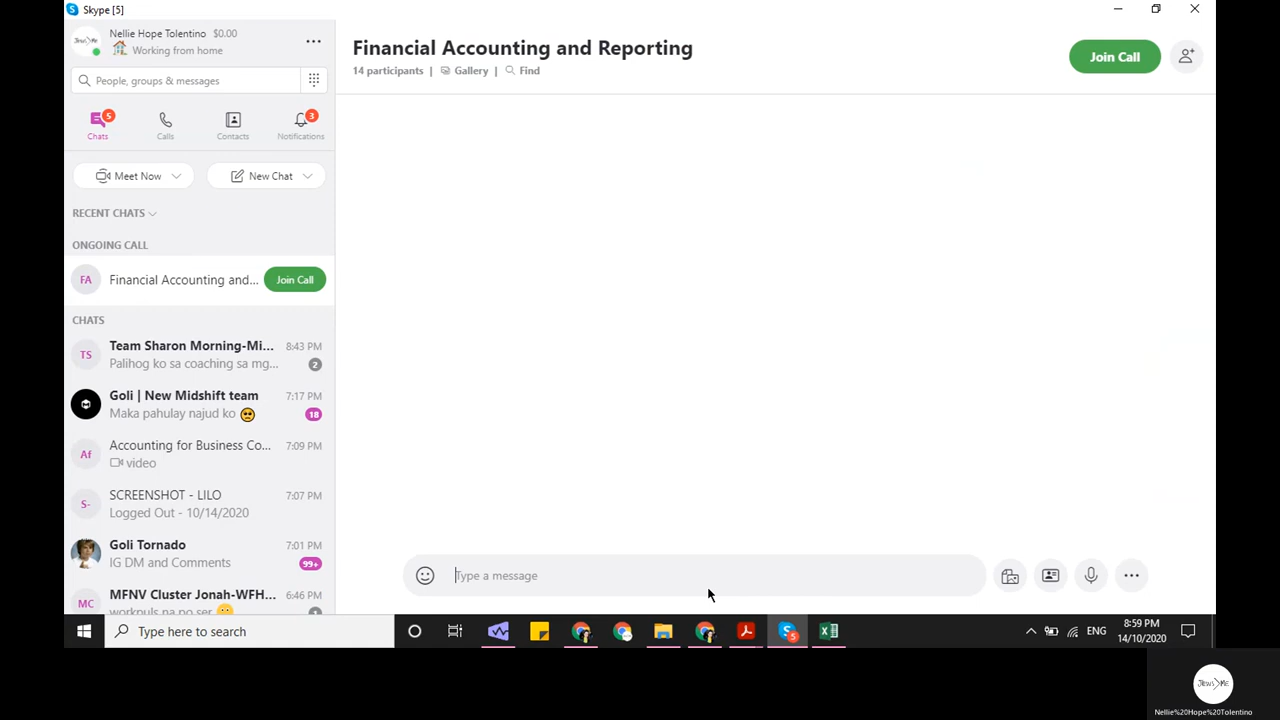 Skype [5]
Nellie Hope Tolentino $0.00
Working from home
People, groups & messages
5
3
Chats
Calls
Contacts
Notifications
Meet Now
New Chat
RECENT CHATS
ONGOING CALL
FA
Financial Accounting and...
Join Call
CHATS
TS
Team Sharon Morning-Mi... 8:43 PM
Palihog ko sa coaching sa mg... 2
Goli | New Midshift team 7:17 PM
Maka pahulay najud ko 18
Af
Accounting for Business Co... 7:09 PM
video
S-
SCREENSHOT - LILO 7:07 PM
Logged Out - 10/14/2020
Goli Tornado 7:01 PM
IG DM and Comments 99+
MC
MFNV Cluster Jonah-WFH... 6:46 PM
workpuls na po ser
Financial Accounting and Reporting
14 participants | Gallery | Find
Join Call
Type a message
Type here to search
5
ENG
8:59 PM
14/10/2020
Nellie%20Hope%20Tolentino